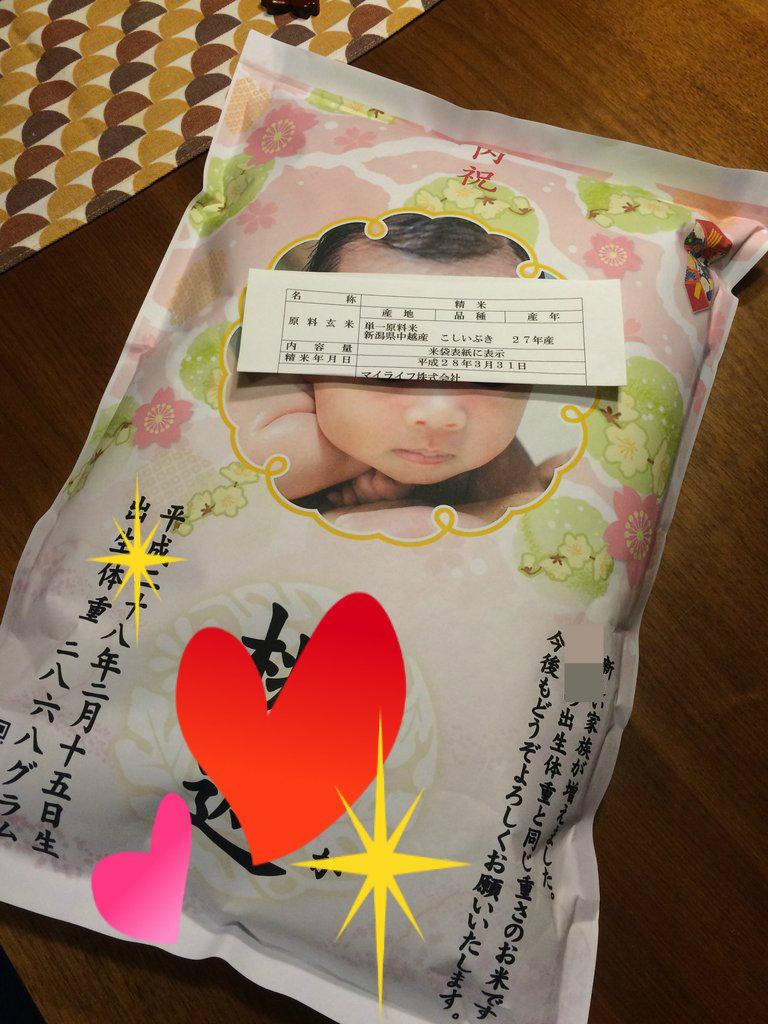 内祝
名称 精米
原料玄米 産地 品種 産年
単一原料米
新潟県中越産 こしいぶき 27年産
内容量 米袋表紙に表示
精米年月日 平成28年3月31日
マイライフ株式会社
家族が増えました。
出生体重と同じ重さのお米です
今後もどうぞよろしくお願いいたします。
平成二十八年二月十五日生
出生体重 二八六八グラム